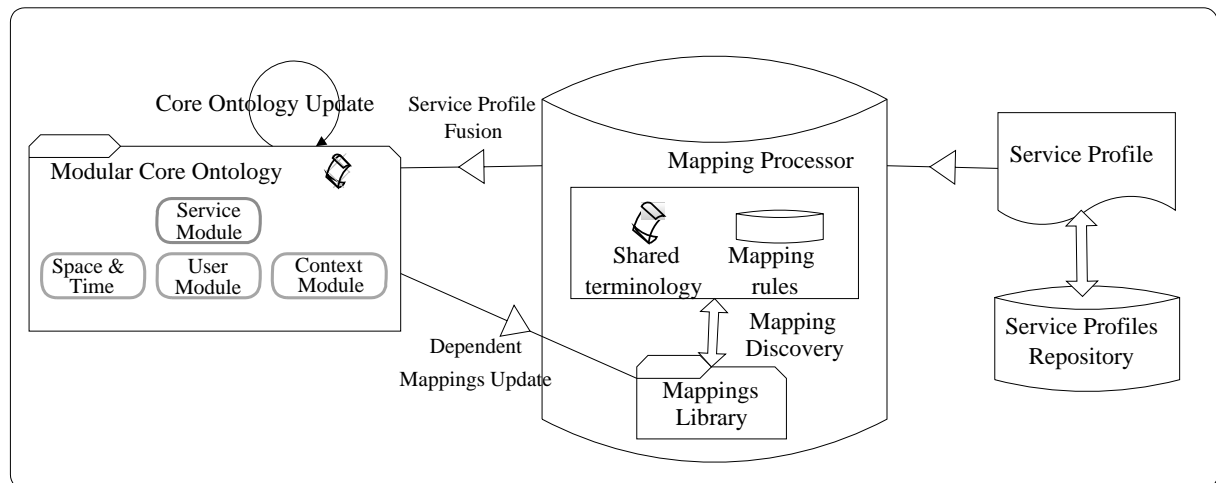 Core Ontology Update
Modular Core Ontology
Service
Module
Space &
Time
User
Module
Context
Module
Service Profile
Fusion
Dependent
Mappings Update
Mapping Processor
Shared
terminology
Mapping
rules
Mapping
Discovery
Mappings
Library
Service Profile
Service Profiles
Repository